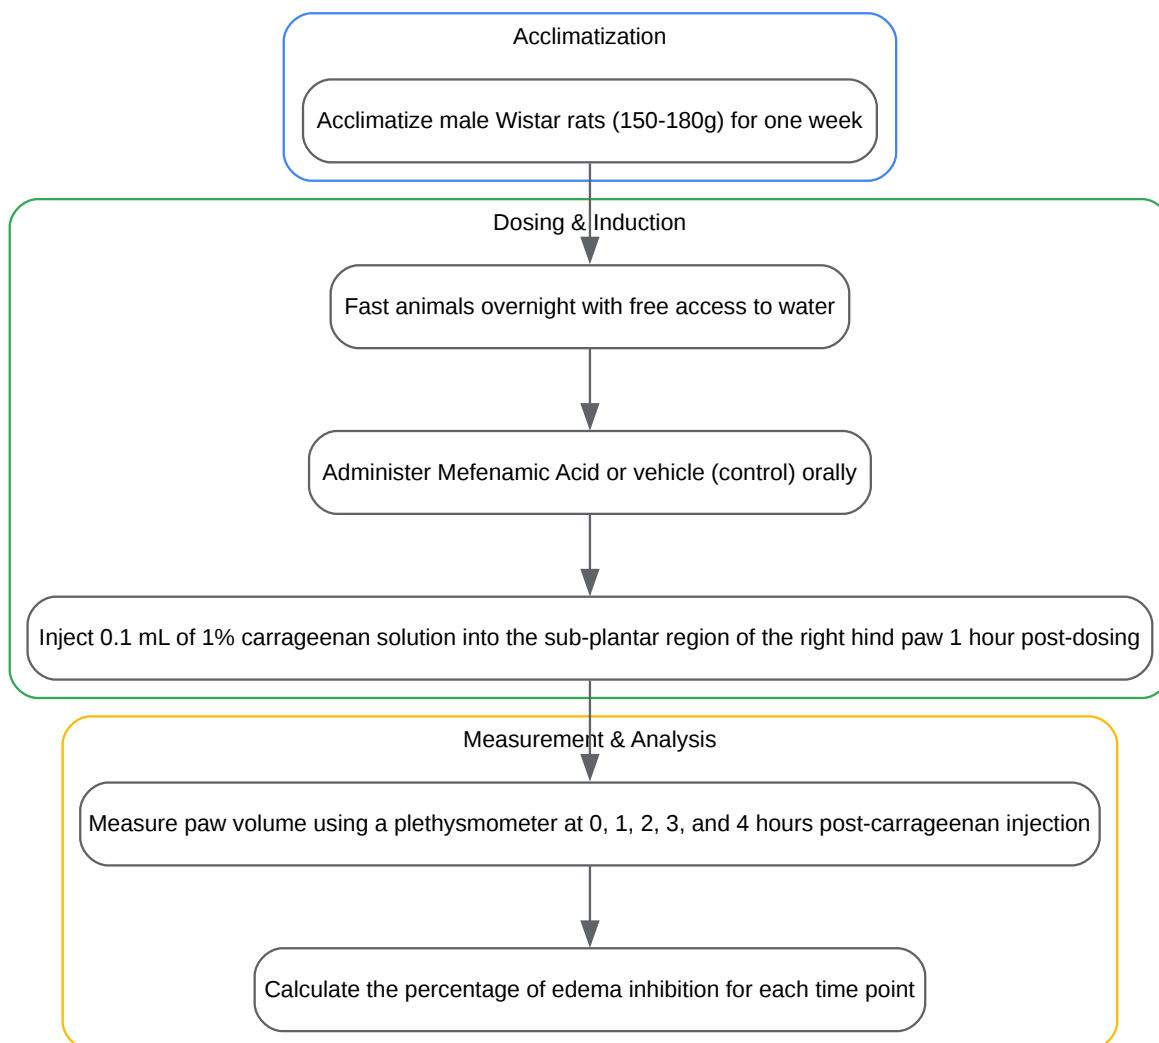 Acclimatization
Acclimatize male Wistar rats (150-180g) for one week
Dosing & Induction
Fast animals overnight with free access to water
Administer Mefenamic Acid or vehicle (control) orally
Inject 0.1 mL of 1% carrageenan solution into the sub-plantar region of the right hind paw 1 hour post-dosing
Measurement & Analysis
Measure paw volume using a plethysmometer at 0, 1, 2, 3, and 4 hours post-carrageenan injection
Calculate the percentage of edema inhibition for each time point